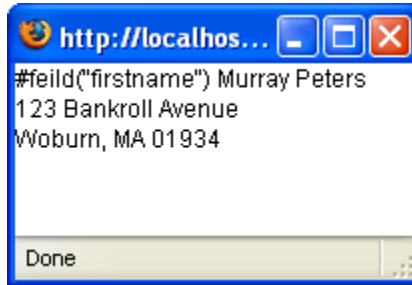 http://localhos...
#feild("firstname") Murray Peters
123 Bankroll Avenue
Woburn, MA 01934
Done